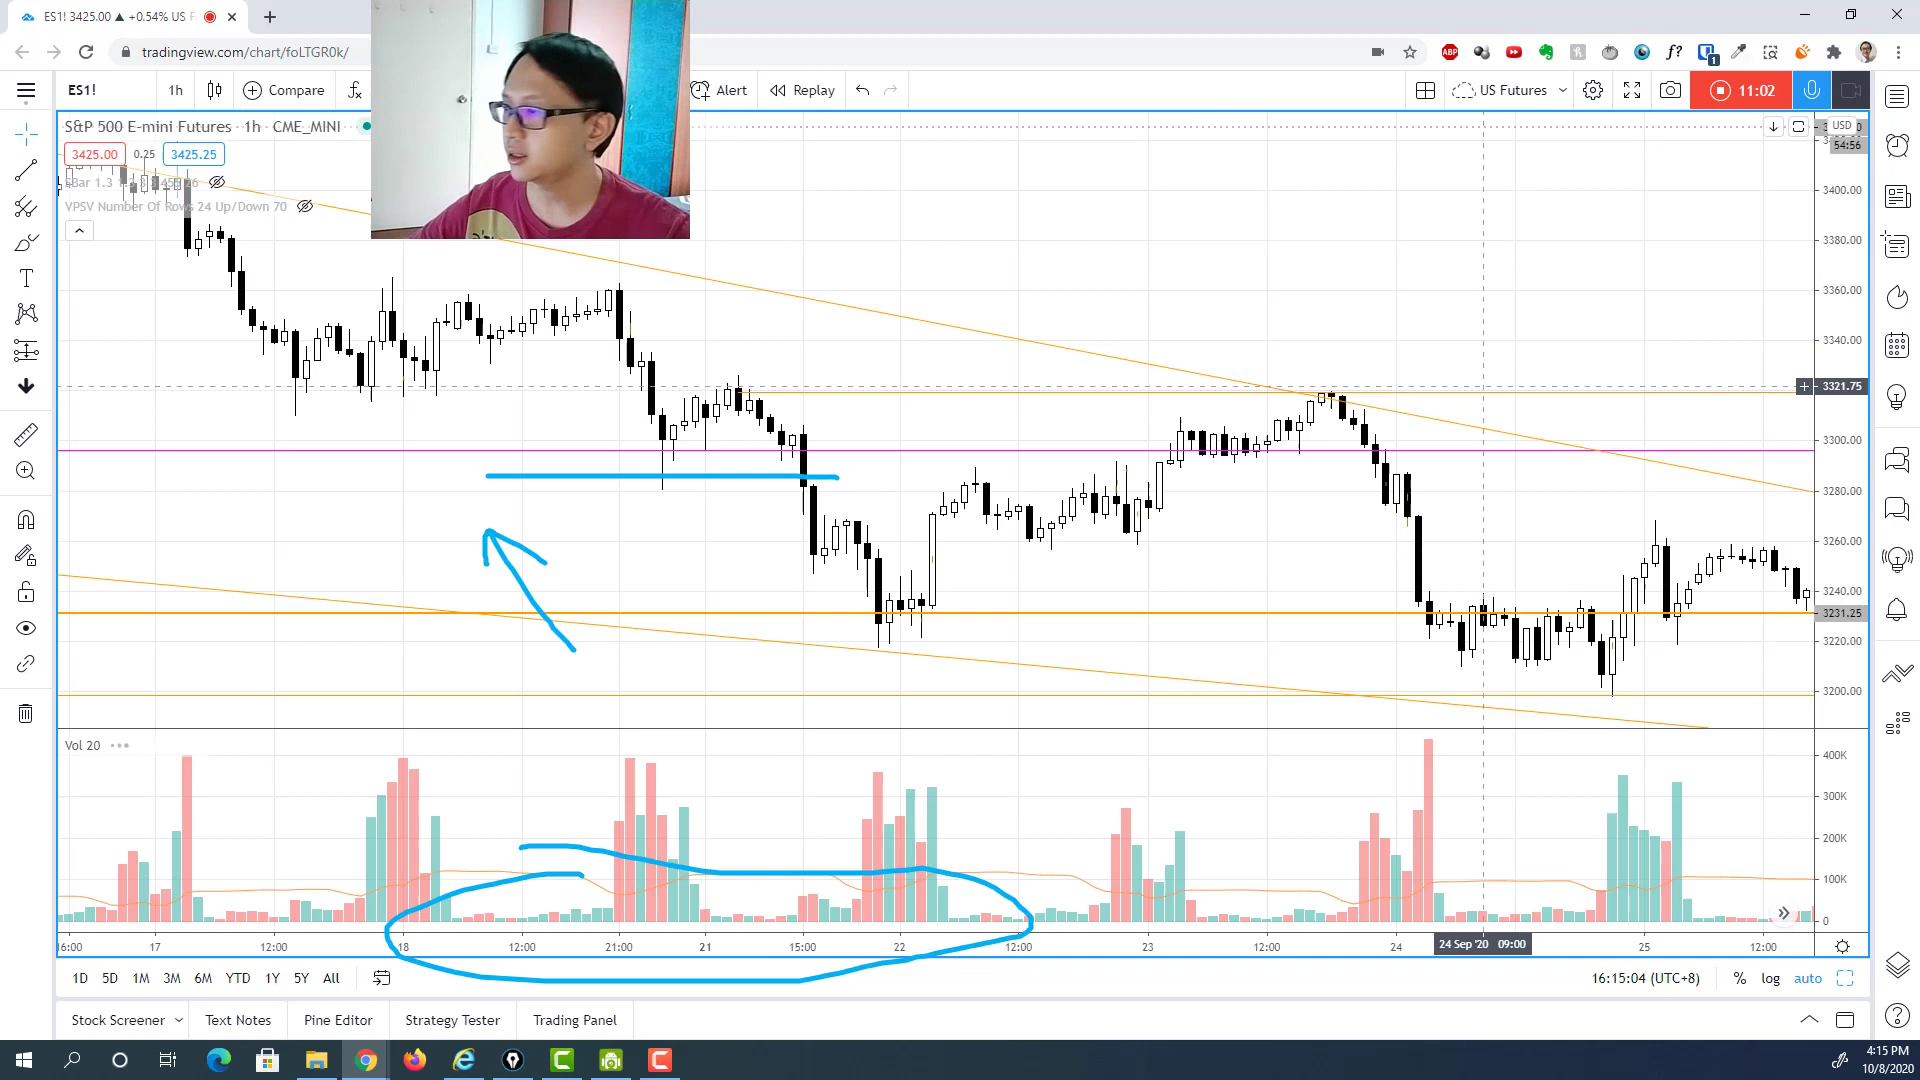 ES1! 3425.00 ▲ +0.54% US F
tradingview.com/chart/foLTGR0k/
ES1! 1h Compare Alert Replay US Futures 11:02
S&P 500 E-mini Futures · 1h · CME_MINI
3425.00 0.25 3425.25
VPSV Number Of Rows 24 Up/Down 70
USD
54:56
3400.00
3380.00
3360.00
3340.00
3321.75
3300.00
3280.00
3260.00
3240.00
3231.25
3220.00
3200.00
Vol 20
400K
300K
200K
100K
0
16:00 17 12:00 18 12:00 21:00 21 15:00 22 12:00 23 12:00 24 24 Sep '20 09:00 25 12:00
1D 5D 1M 3M 6M YTD 1Y 5Y All 16:15:04 (UTC+8) % log auto
Stock Screener Text Notes Pine Editor Strategy Tester Trading Panel
4:15 PM
10/8/2020